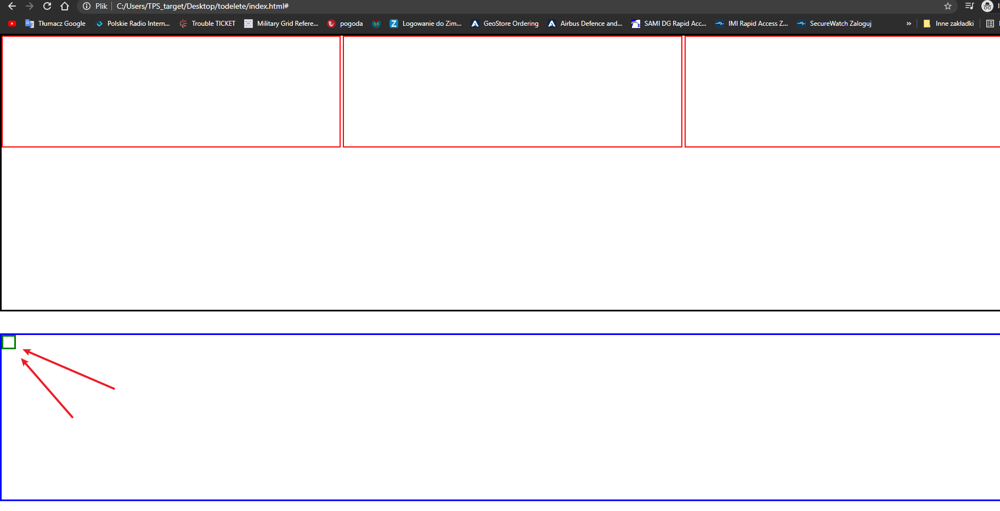 Plik C:/Users/TPS_target/Desktop/todelete/index.html#
Tłumacz Google Polskie Radio Intern... Trouble TICKET Military Grid Refere... pogoda Logowanie do Zim... GeoStore Ordering Airbus Defence and... SAMI DG Rapid Acc... IMI Rapid Access Z... SecureWatch Zaloguj » Inne zakładki